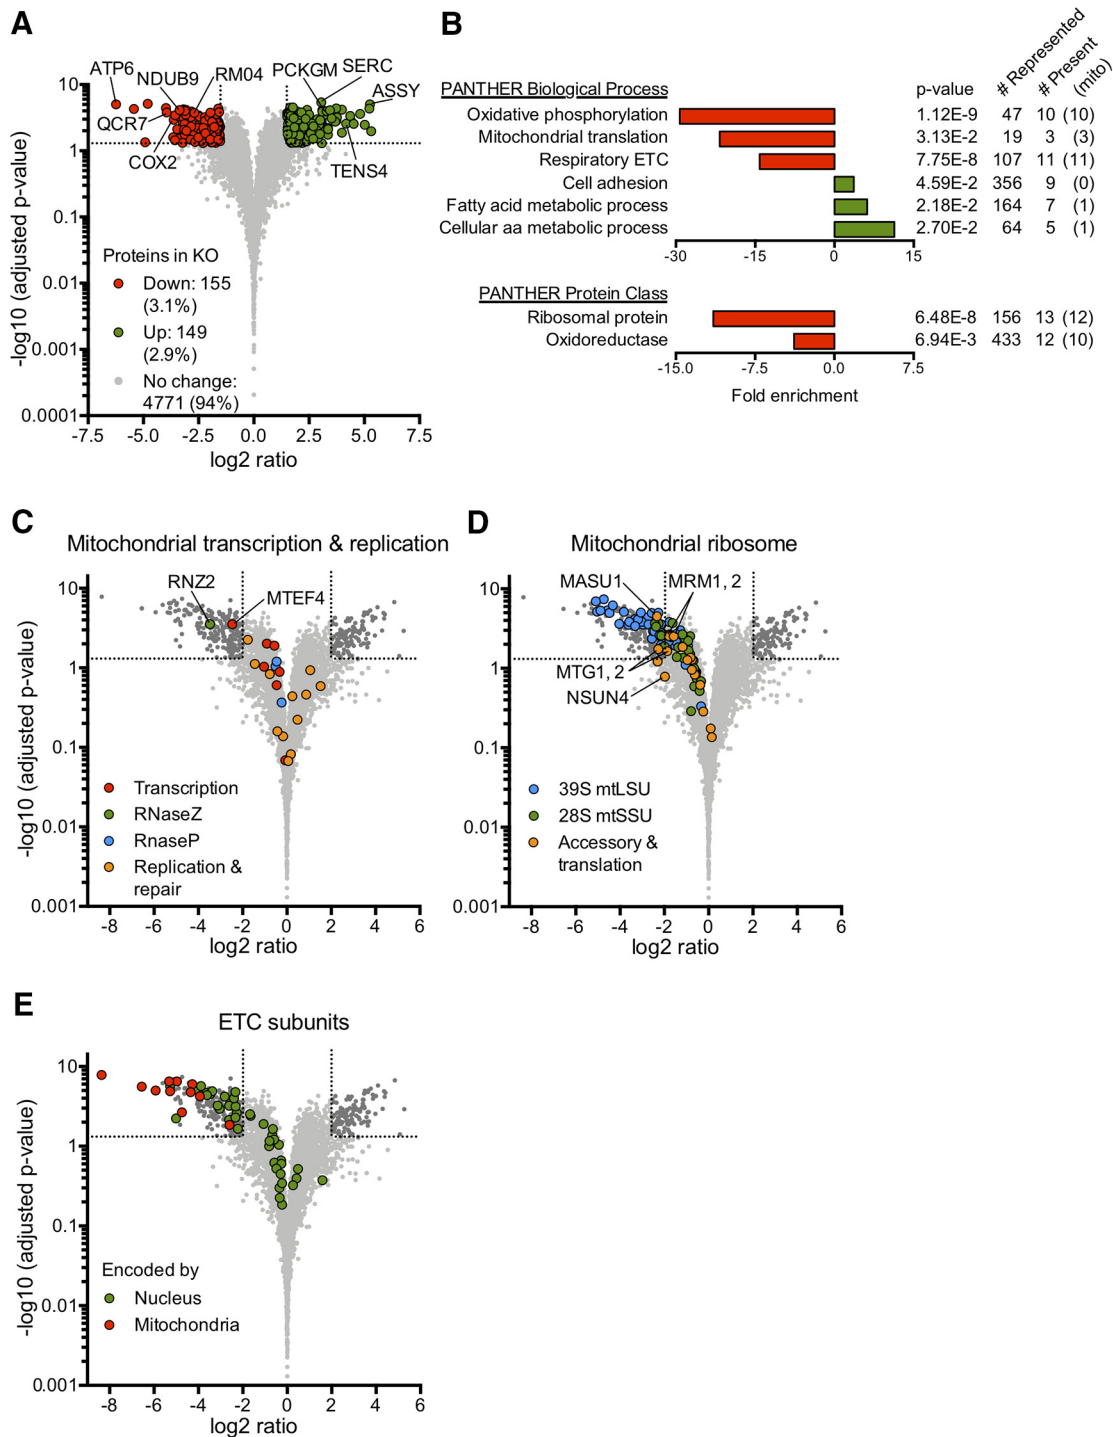 A
ATP6
NDUB9
RM04
PCKGM
SERC
ASSY
QCR7
COX2
TENS4
10
1
0.1
0.01
0.001
0.0001
-log10 (adjusted p-value)
Proteins in KO
Down: 155
(3.1%)
Up: 149
(2.9%)
No change:
4771 (94%)
-7.5 -5.0 -2.5 0.0 2.5 5.0 7.5
log2 ratio
B
p-value # Represented # Present (mito)
PANTHER Biological Process
Oxidative phosphorylation 1.12E-9 47 10 (10)
Mitochondrial translation 3.13E-2 19 3 (3)
Respiratory ETC 7.75E-8 107 11 (11)
Cell adhesion 4.59E-2 356 9 (0)
Fatty acid metabolic process 2.18E-2 164 7 (1)
Cellular aa metabolic process 2.70E-2 64 5 (1)
-30 -15 0 15
PANTHER Protein Class
Ribosomal protein 6.48E-8 156 13 (12)
Oxidoreductase 6.94E-3 433 12 (10)
-15.0 -7.5 0.0 7.5
Fold enrichment
C
Mitochondrial transcription & replication
RNZ2
MTEF4
10
1
0.1
0.01
0.001
-log10 (adjusted p-value)
Transcription
RNaseZ
RnaseP
Replication &
repair
-8 -6 -4 -2 0 2 4 6
log2 ratio
D
Mitochondrial ribosome
MASU1
MRM1, 2
MTG1, 2
NSUN4
10
1
0.1
0.01
0.001
39S mtLSU
28S mtSSU
Accessory &
translation
-8 -6 -4 -2 0 2 4 6
log2 ratio
E
ETC subunits
10
1
0.1
0.01
0.001
-log10 (adjusted p-value)
Encoded by
Nucleus
Mitochondria
-8 -6 -4 -2 0 2 4 6
log2 ratio